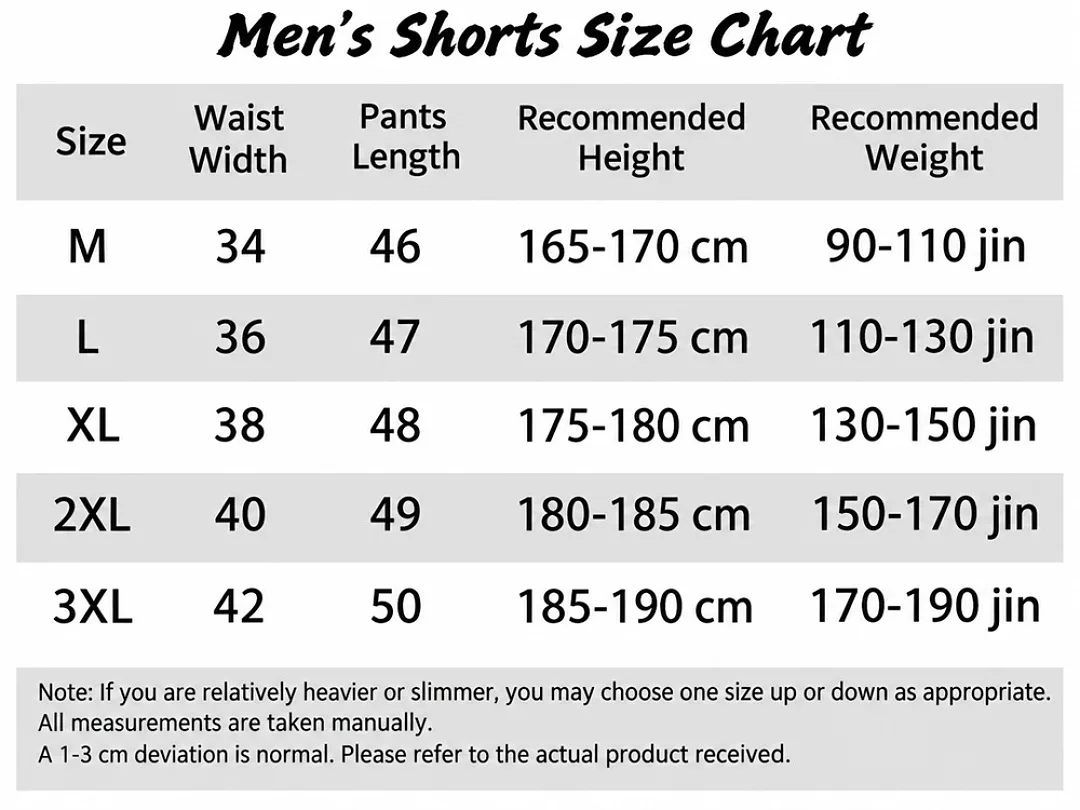 Men's Shorts Size Chart
Size Waist Width Pants Length Recommended Height Recommended Weight
M 34 46 165-170 cm 90-110 jin
L 36 47 170-175 cm 110-130 jin
XL 38 48 175-180 cm 130-150 jin
2XL 40 49 180-185 cm 150-170 jin
3XL 42 50 185-190 cm 170-190 jin
Note: If you are relatively heavier or slimmer, you may choose one size up or down as appropriate.
All measurements are taken manually.
A 1-3 cm deviation is normal. Please refer to the actual product received.